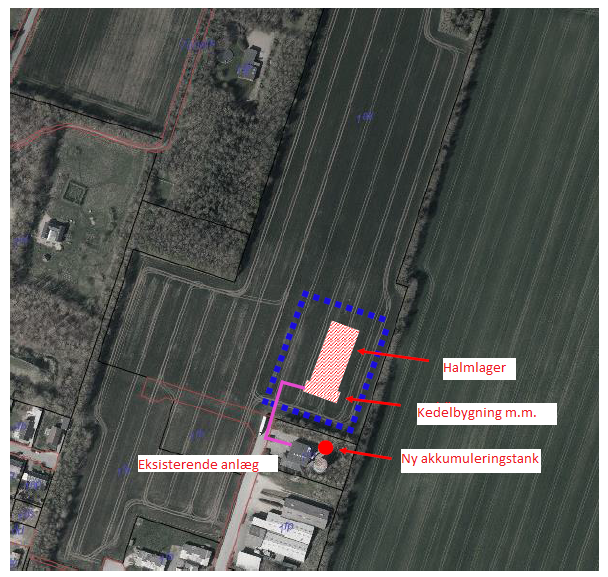 Halmlager
Kedelbygning m.m.
Ny akkumuleringstank
Eksisterende anlæg